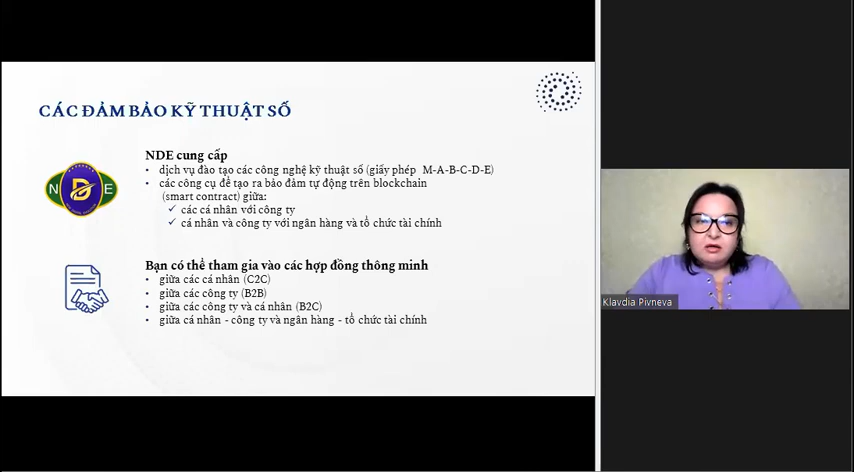 CÁC ĐẢM BẢO KỸ THUẬT SỐ
NDE cung cấp
• dịch vụ đào tạo các công nghệ kỹ thuật số (giấy phép M-A-B-C-D-E)
• các công cụ để tạo ra bảo đảm tự động trên blockchain
(smart contract) giữa:
✓ các cá nhân với công ty
✓ cá nhân và công ty với ngân hàng và tổ chức tài chính
N D E
Bạn có thể tham gia vào các hợp đồng thông minh
• giữa các cá nhân (C2C)
• giữa các công ty (B2B)
• giữa các công ty và cá nhân (B2C)
• giữa cá nhân - công ty và ngân hàng - tổ chức tài chính
Klavdia Pivneva